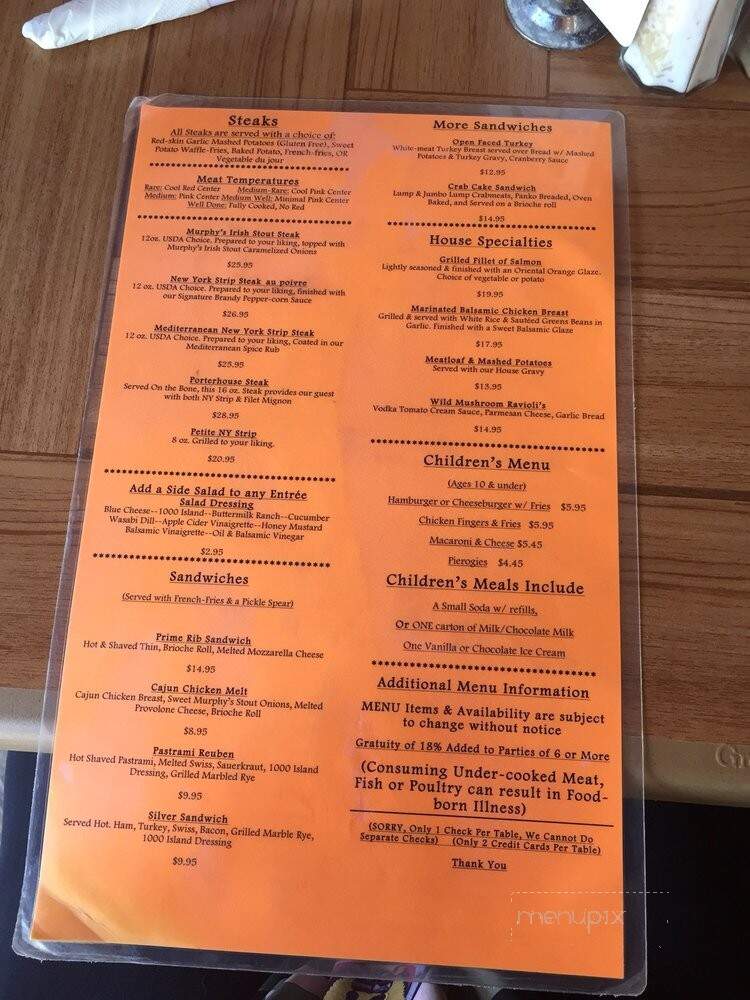 Steaks
All Steaks are served with a choice of:
Red-skin Garlic Mashed Potatoes (Gluten Free), Sweet
Potato Waffle-Fries, Baked Potato, French-fries, OR
Vegetable du jour
Meat Temperatures
Rare: Cool Red Center Medium-Rare: Cool Pink Center
Medium: Pink Center Medium Well: Minimal Pink Center
Well Done: Fully Cooked, No Red
Murphy's Irish Stout Steak
12oz. USDA Choice. Prepared to your liking, topped with
Murphy's Irish Stout Caramelized Onions
$25.95
New York Strip Steak au poivre
12 oz. USDA Choice. Prepared to your liking, finished with
our Signature Brandy Pepper-corn Sauce
$26.95
Mediterranean New York Strip Steak
12 oz. USDA Choice. Prepared to your liking, Coated in our
Mediterranean Spice Rub
$25.95
Porterhouse Steak
Served On the Bone, this 16 oz. Steak provides our guest
with both NY Strip & Filet Mignon
$28.95
Petite NY Strip
8 oz. Grilled to your liking.
$20.95
Add a Side Salad to any Entrée
Salad Dressing
Blue Cheese--1000 Island--Buttermilk Ranch--Cucumber
Wasabi Dill--Apple Cider Vinaigrette--Honey Mustard
Balsamic Vinaigrette--Oil & Balsamic Vinegar
$2.95
Sandwiches
(Served with French-Fries & a Pickle Spear)
Prime Rib Sandwich
Hot & Shaved Thin, Brioche Roll, Melted Mozzarella Cheese
$14.95
Cajun Chicken Melt
Cajun Chicken Breast, Sweet Murphy's Stout Onions, Melted
Provolone Cheese, Brioche Roll
$8.95
Pastrami Reuben
Hot Shaved Pastrami, Melted Swiss, Sauerkraut, 1000 Island
Dressing, Grilled Marbled Rye
$9.95
Silver Sandwich
Served Hot. Ham, Turkey, Swiss, Bacon, Grilled Marble Rye,
1000 Island Dressing
$9.95
More Sandwiches
Open Faced Turkey
White-meat Turkey Breast served over Bread w/ Mashed
Potatoes & Turkey Gravy, Cranberry Sauce
$12.95
Crab Cake Sandwich
Lump & Jumbo Lump Crabmeats, Panko Breaded, Oven
Baked, and Served on a Brioche roll
$14.95
House Specialties
Grilled Fillet of Salmon
Lightly seasoned & finished with an Oriental Orange Glaze.
Choice of vegetable or potato
$19.95
Marinated Balsamic Chicken Breast
Grilled & served with White Rice & Sautéed Greens Beans in
Garlic. Finished with a Sweet Balsamic Glaze
$17.95
Meatloaf & Mashed Potatoes
Served with our House Gravy
$13.95
Wild Mushroom Ravioli's
Vodka Tomato Cream Sauce, Parmesan Cheese, Garlic Bread
$14.95
Children's Menu
(Ages 10 & under)
Hamburger or Cheeseburger w/ Fries $5.95
Chicken Fingers & Fries $5.95
Macaroni & Cheese $5.45
Pierogies $4.45
Children's Meals Include
A Small Soda w/ refills,
Or ONE carton of Milk/Chocolate Milk
One Vanilla or Chocolate Ice Cream
Additional Menu Information
MENU Items & Availability are subject
to change without notice
Gratuity of 18% Added to Parties of 6 or More
(Consuming Under-cooked Meat,
Fish or Poultry can result in Food-
born Illness)
(SORRY, Only 1 Check Per Table, We Cannot Do
Separate Checks) (Only 2 Credit Cards Per Table)
Thank You
menupix